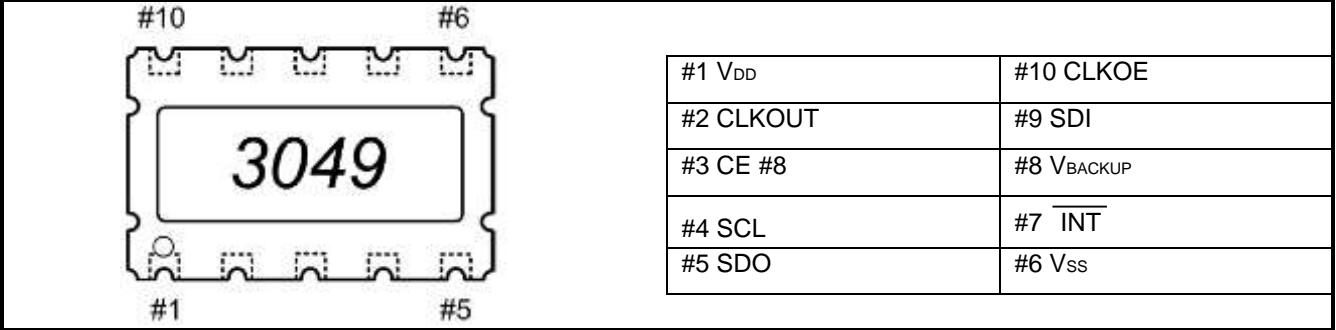 #10 #6
3049
#1 #5
#1 VDD #10 CLKOE
#2 CLKOUT #9 SDI
#3 CE #8 #8 VBACKUP
#4 SCL #7 INT
#5 SDO #6 VSS